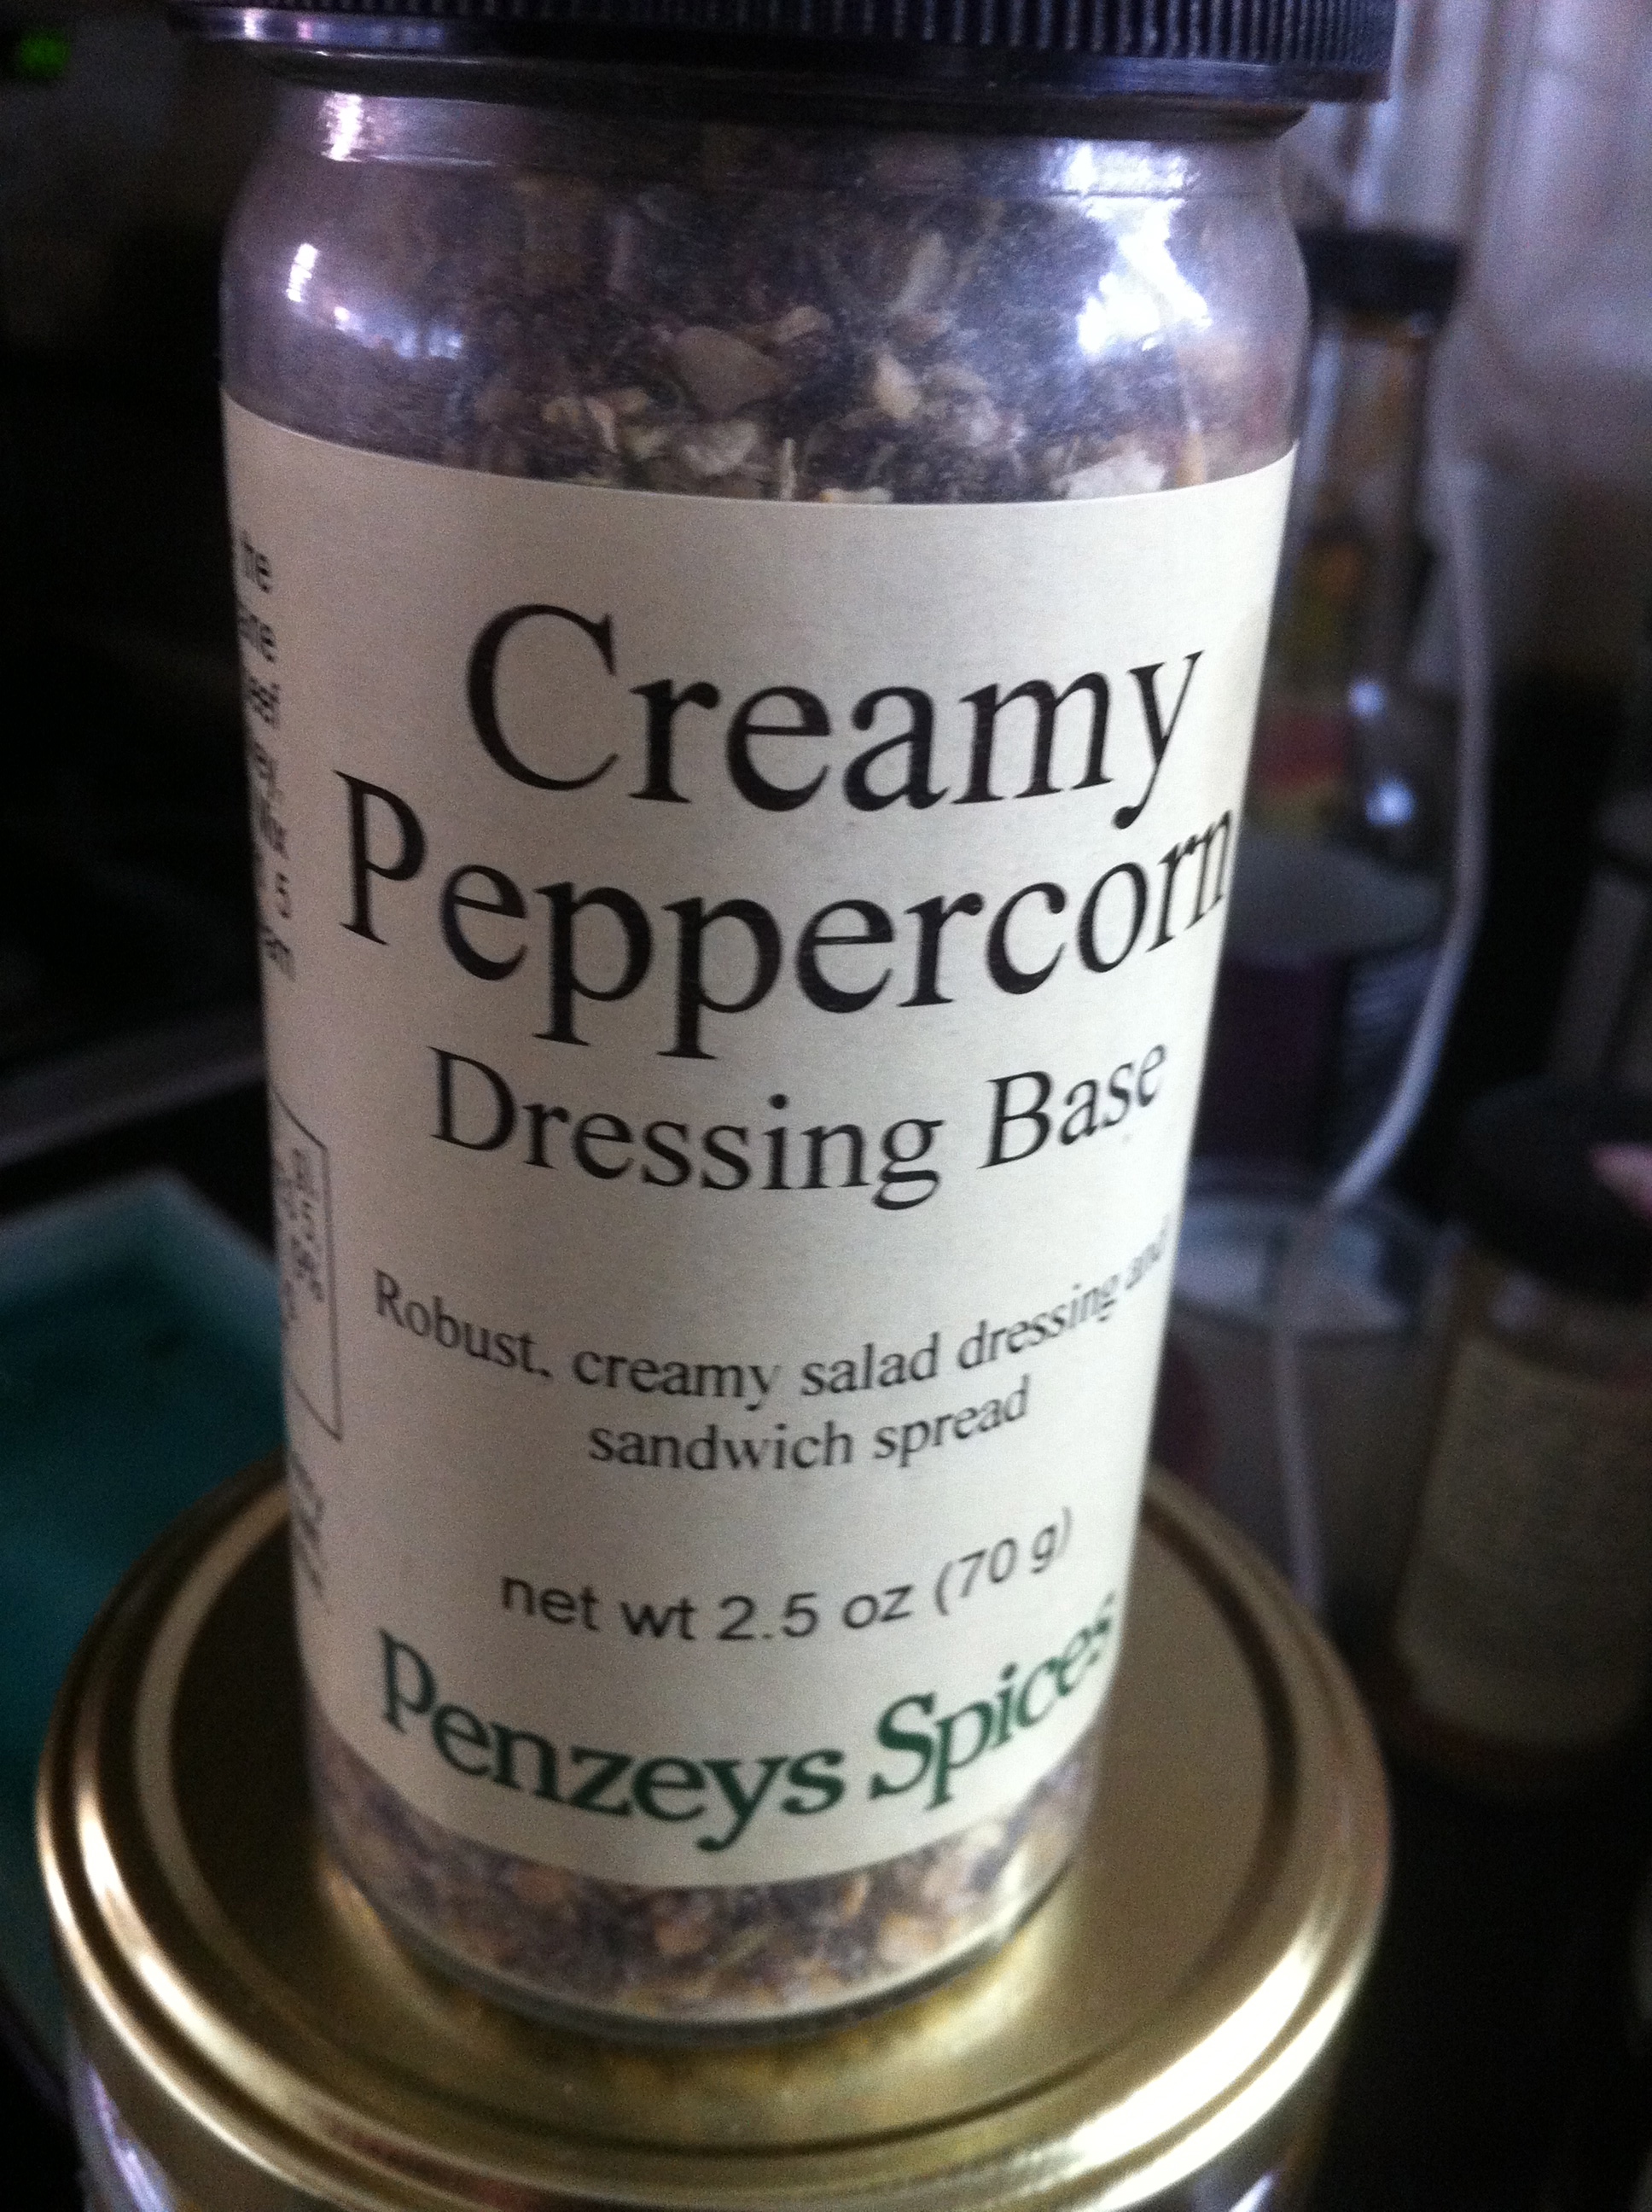 Creamy
Peppercorn
Dressing Base
Robust, creamy salad dressing and
sandwich spread
net wt 2.5 oz (70 g)
Penzeys Spices
5